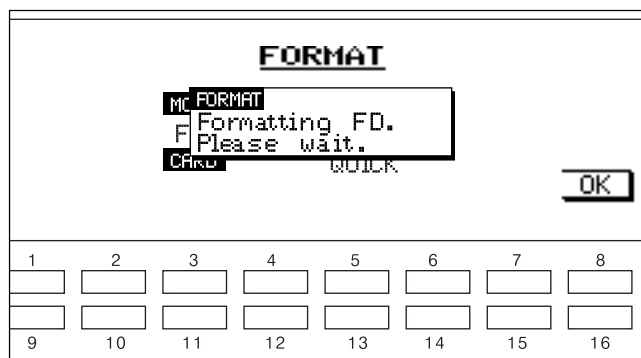 FORMAT
FORMAT
Formatting FD.
Please wait.
CARD
QUICK
OK
1 2 3 4 5 6 7 8
9 10 11 12 13 14 15 16